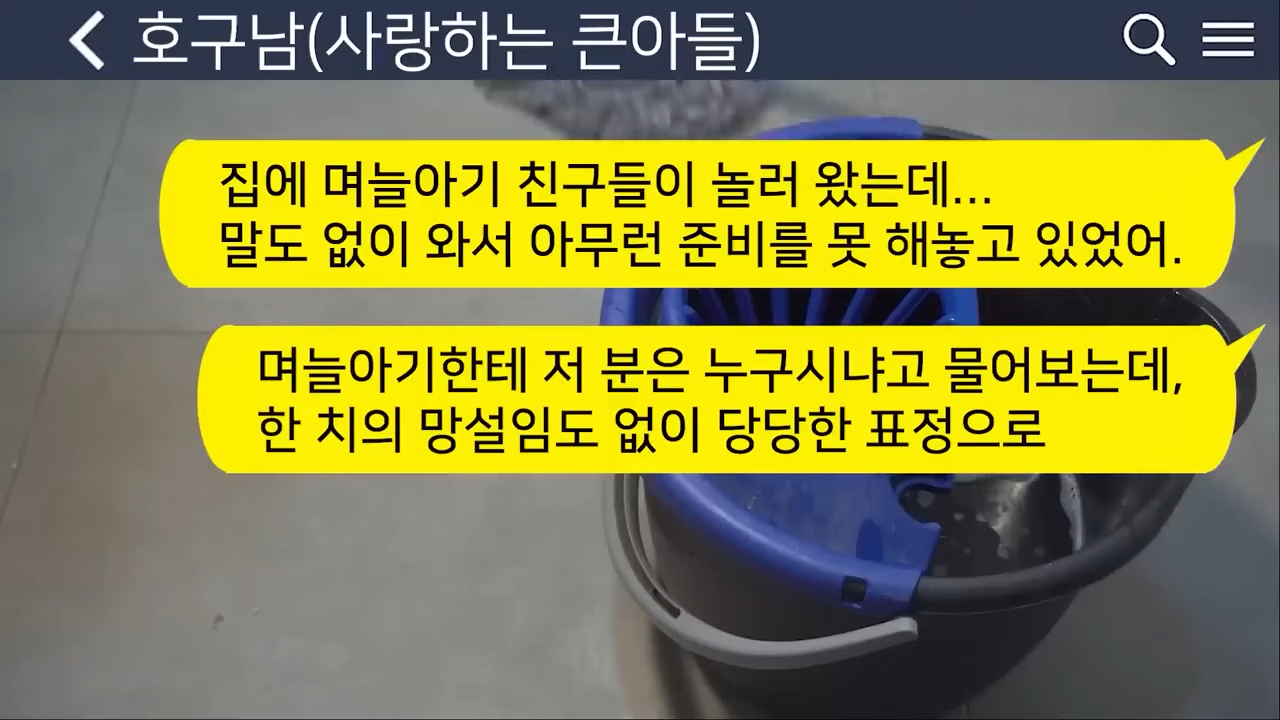 호구남(사랑하는 큰아들)
집에 며늘아기 친구들이 놀러 왔는데...
말도 없이 와서 아무런 준비를 못 해놓고 있었어.
며늘아기한테 저 분은 누구시냐고 물어보는데,
한 치의 망설임도 없이 당당한 표정으로